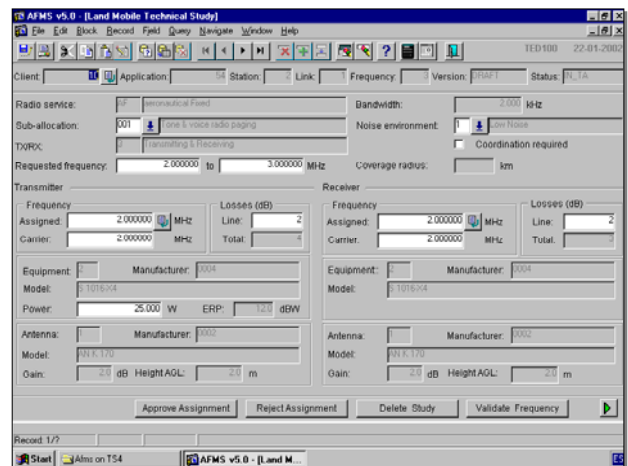 AFMS v5.0 - [Land Mobile Technical Study]
File Edit Block Record Field Query Navigate Window Help
TED100 22-01-2002
Client: 10 Application: 54 Station: 2 Link: 1 Frequency: 3 Version: DRAFT Status: IN_TA
Radio service: AF aeronautical Fixed Bandwidth: 2.000 kHz
Sub-allocation: 001 Tone & voice radio paging Noise environment: 1 Low Noise
TX/RX: Transmitting & Receiving Coordination required
Requested frequency: 2.000000 to 3.000000 MHz Coverage radius: km
Transmitter Receiver
Frequency Losses (dB) Frequency Losses (dB)
Assigned: 2.000000 MHz Line: 2 Assigned: 2.000000 MHz Line: 2
Carrier: 2.000000 MHz Total: 4 Carrier: 2.000000 MHz Total:
Equipment: 2 Manufacturer: 0004 Equipment: 2 Manufacturer: 0004
Model: S 1016-X4 Model: S 1016-X4
Power: 25.000 W ERP: 12.0 dBW
Antenna: 1 Manufacturer: 0002 Antenna: 1 Manufacturer: 0002
Model: AN K 170 Model: AN K 170
Gain: 2.0 dB Height AGL: 2.0 m Gain: 2.0 dB Height AGL: 2.0 m
Approve Assignment Reject Assignment Delete Study Validate Frequency
Record: 1/?
Start Afms on TS4 AFMS v5.0 - [Land M... ES